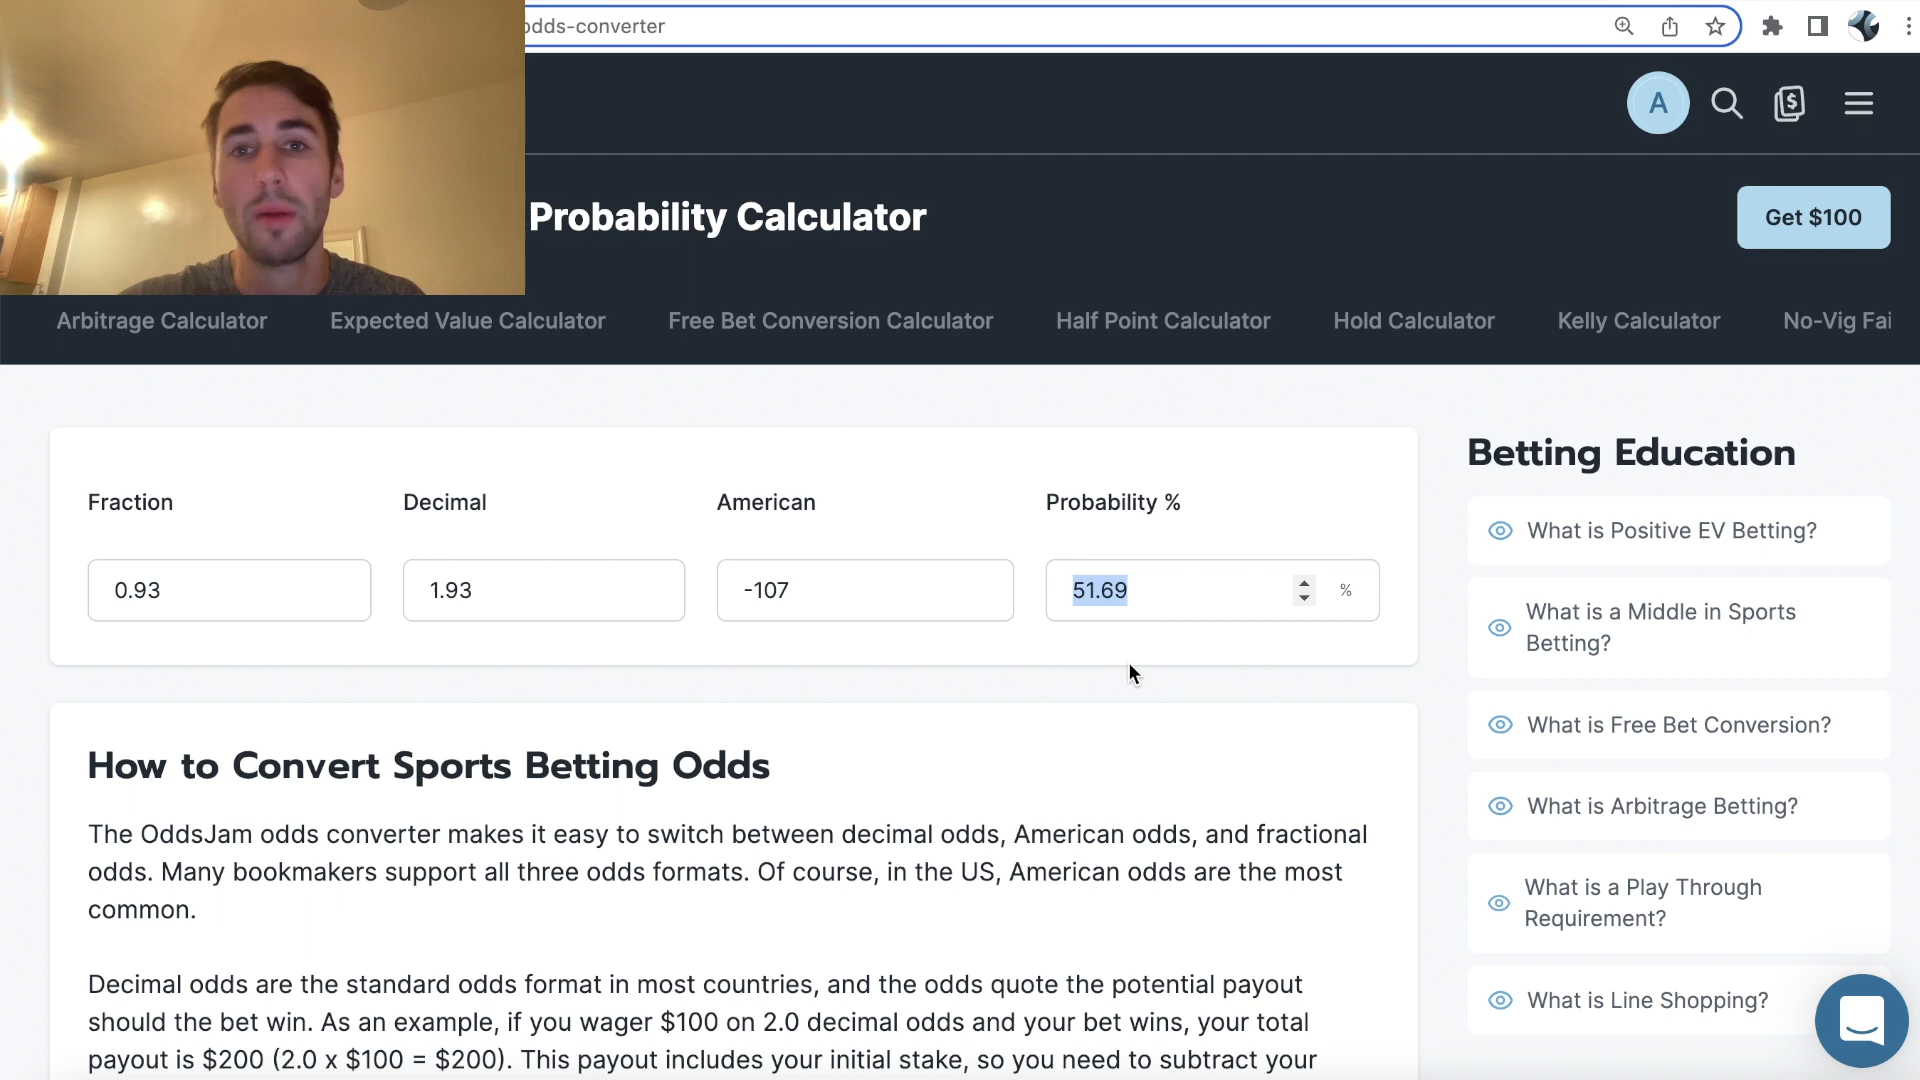 odds-converter
A
Probability Calculator
Get $100
Arbitrage Calculator
Expected Value Calculator
Free Bet Conversion Calculator
Half Point Calculator
Hold Calculator
Kelly Calculator
No-Vig Fai
Fraction
Decimal
American
Probability %
0.93
1.93
-107
51.69
%
How to Convert Sports Betting Odds
The OddsJam odds converter makes it easy to switch between decimal odds, American odds, and fractional
odds. Many bookmakers support all three odds formats. Of course, in the US, American odds are the most
common.
Decimal odds are the standard odds format in most countries, and the odds quote the potential payout
should the bet win. As an example, if you wager $100 on 2.0 decimal odds and your bet wins, your total
payout is $200 (2.0 x $100 = $200). This payout includes your initial stake, so you need to subtract your
Betting Education
What is Positive EV Betting?
What is a Middle in Sports
Betting?
What is Free Bet Conversion?
What is Arbitrage Betting?
What is a Play Through
Requirement?
What is Line Shopping?